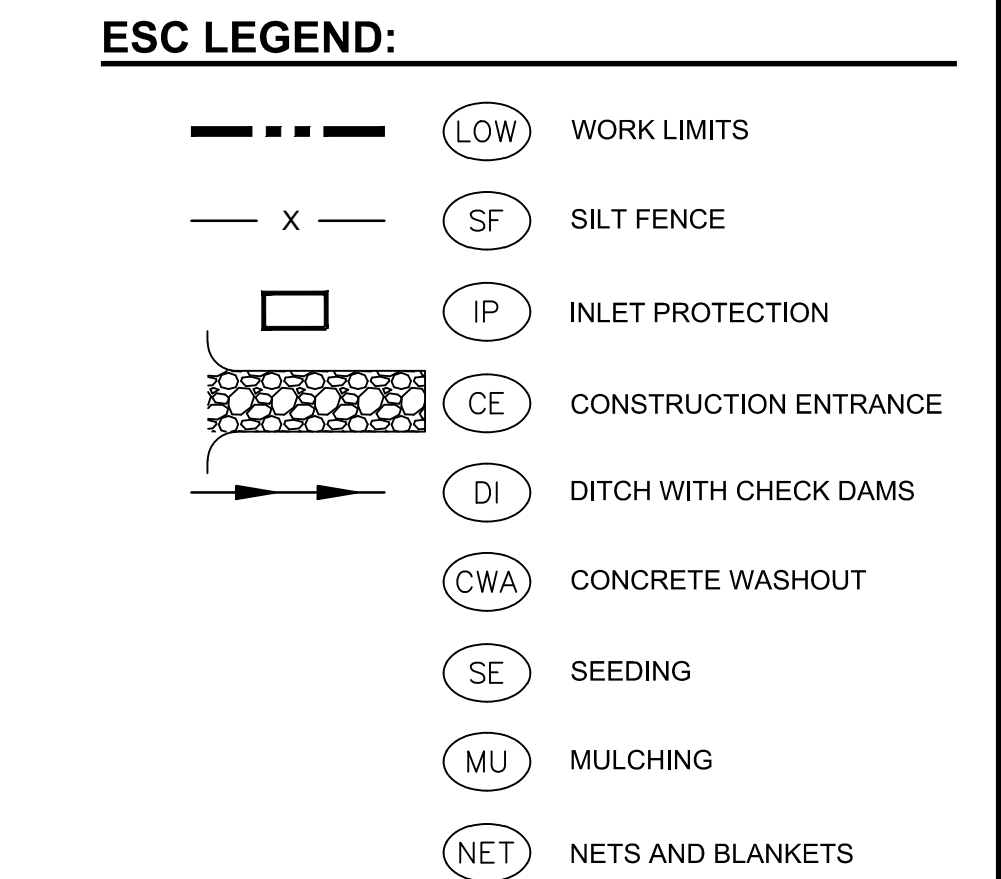 ESC LEGEND:
LOW WORK LIMITS
X SF SILT FENCE
IP INLET PROTECTION
CE CONSTRUCTION ENTRANCE
DI DITCH WITH CHECK DAMS
CWA CONCRETE WASHOUT
SE SEEDING
MU MULCHING
NET NETS AND BLANKETS